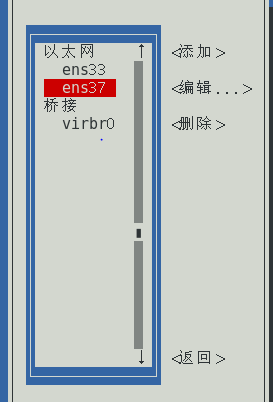 以太网
ens33
ens37
桥接
virbr0
<添加>
<编辑...>
<删除>
<返回>